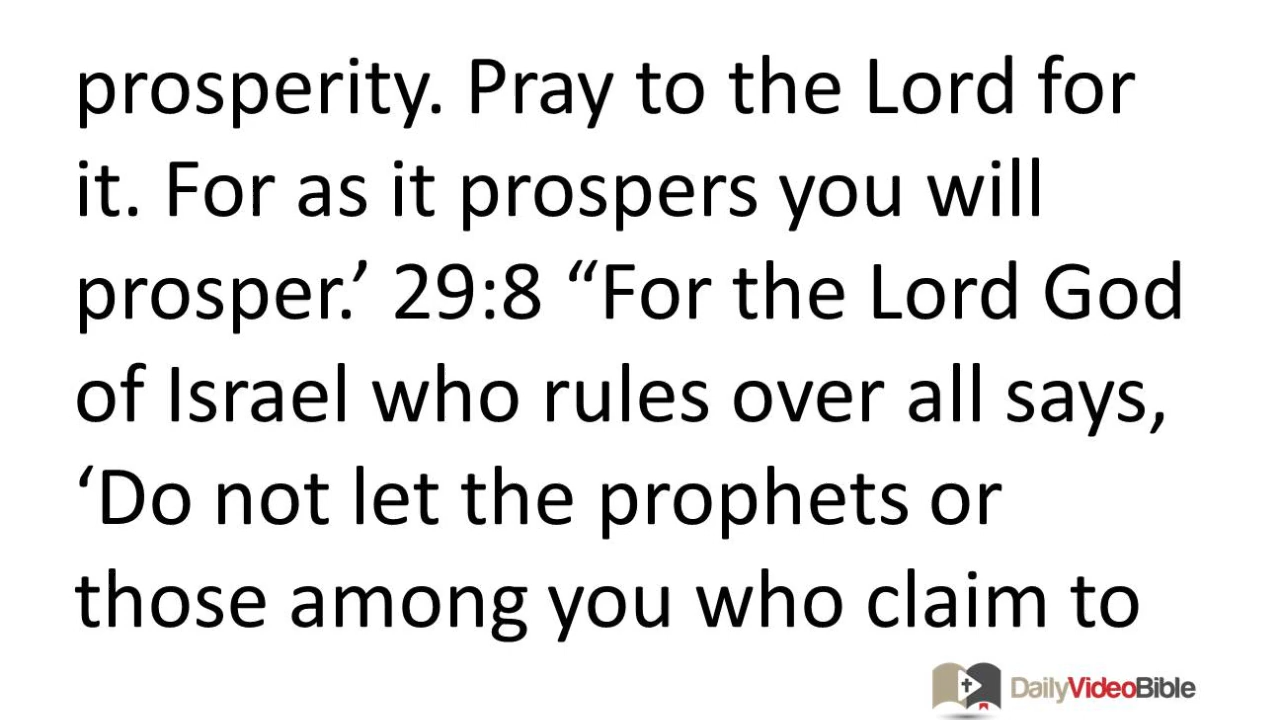 prosperity. Pray to the Lord for
it. For as it prospers you will
prosper.’ 29:8 “For the Lord God
of Israel who rules over all says,
‘Do not let the prophets or
those among you who claim to
DailyVideoBible